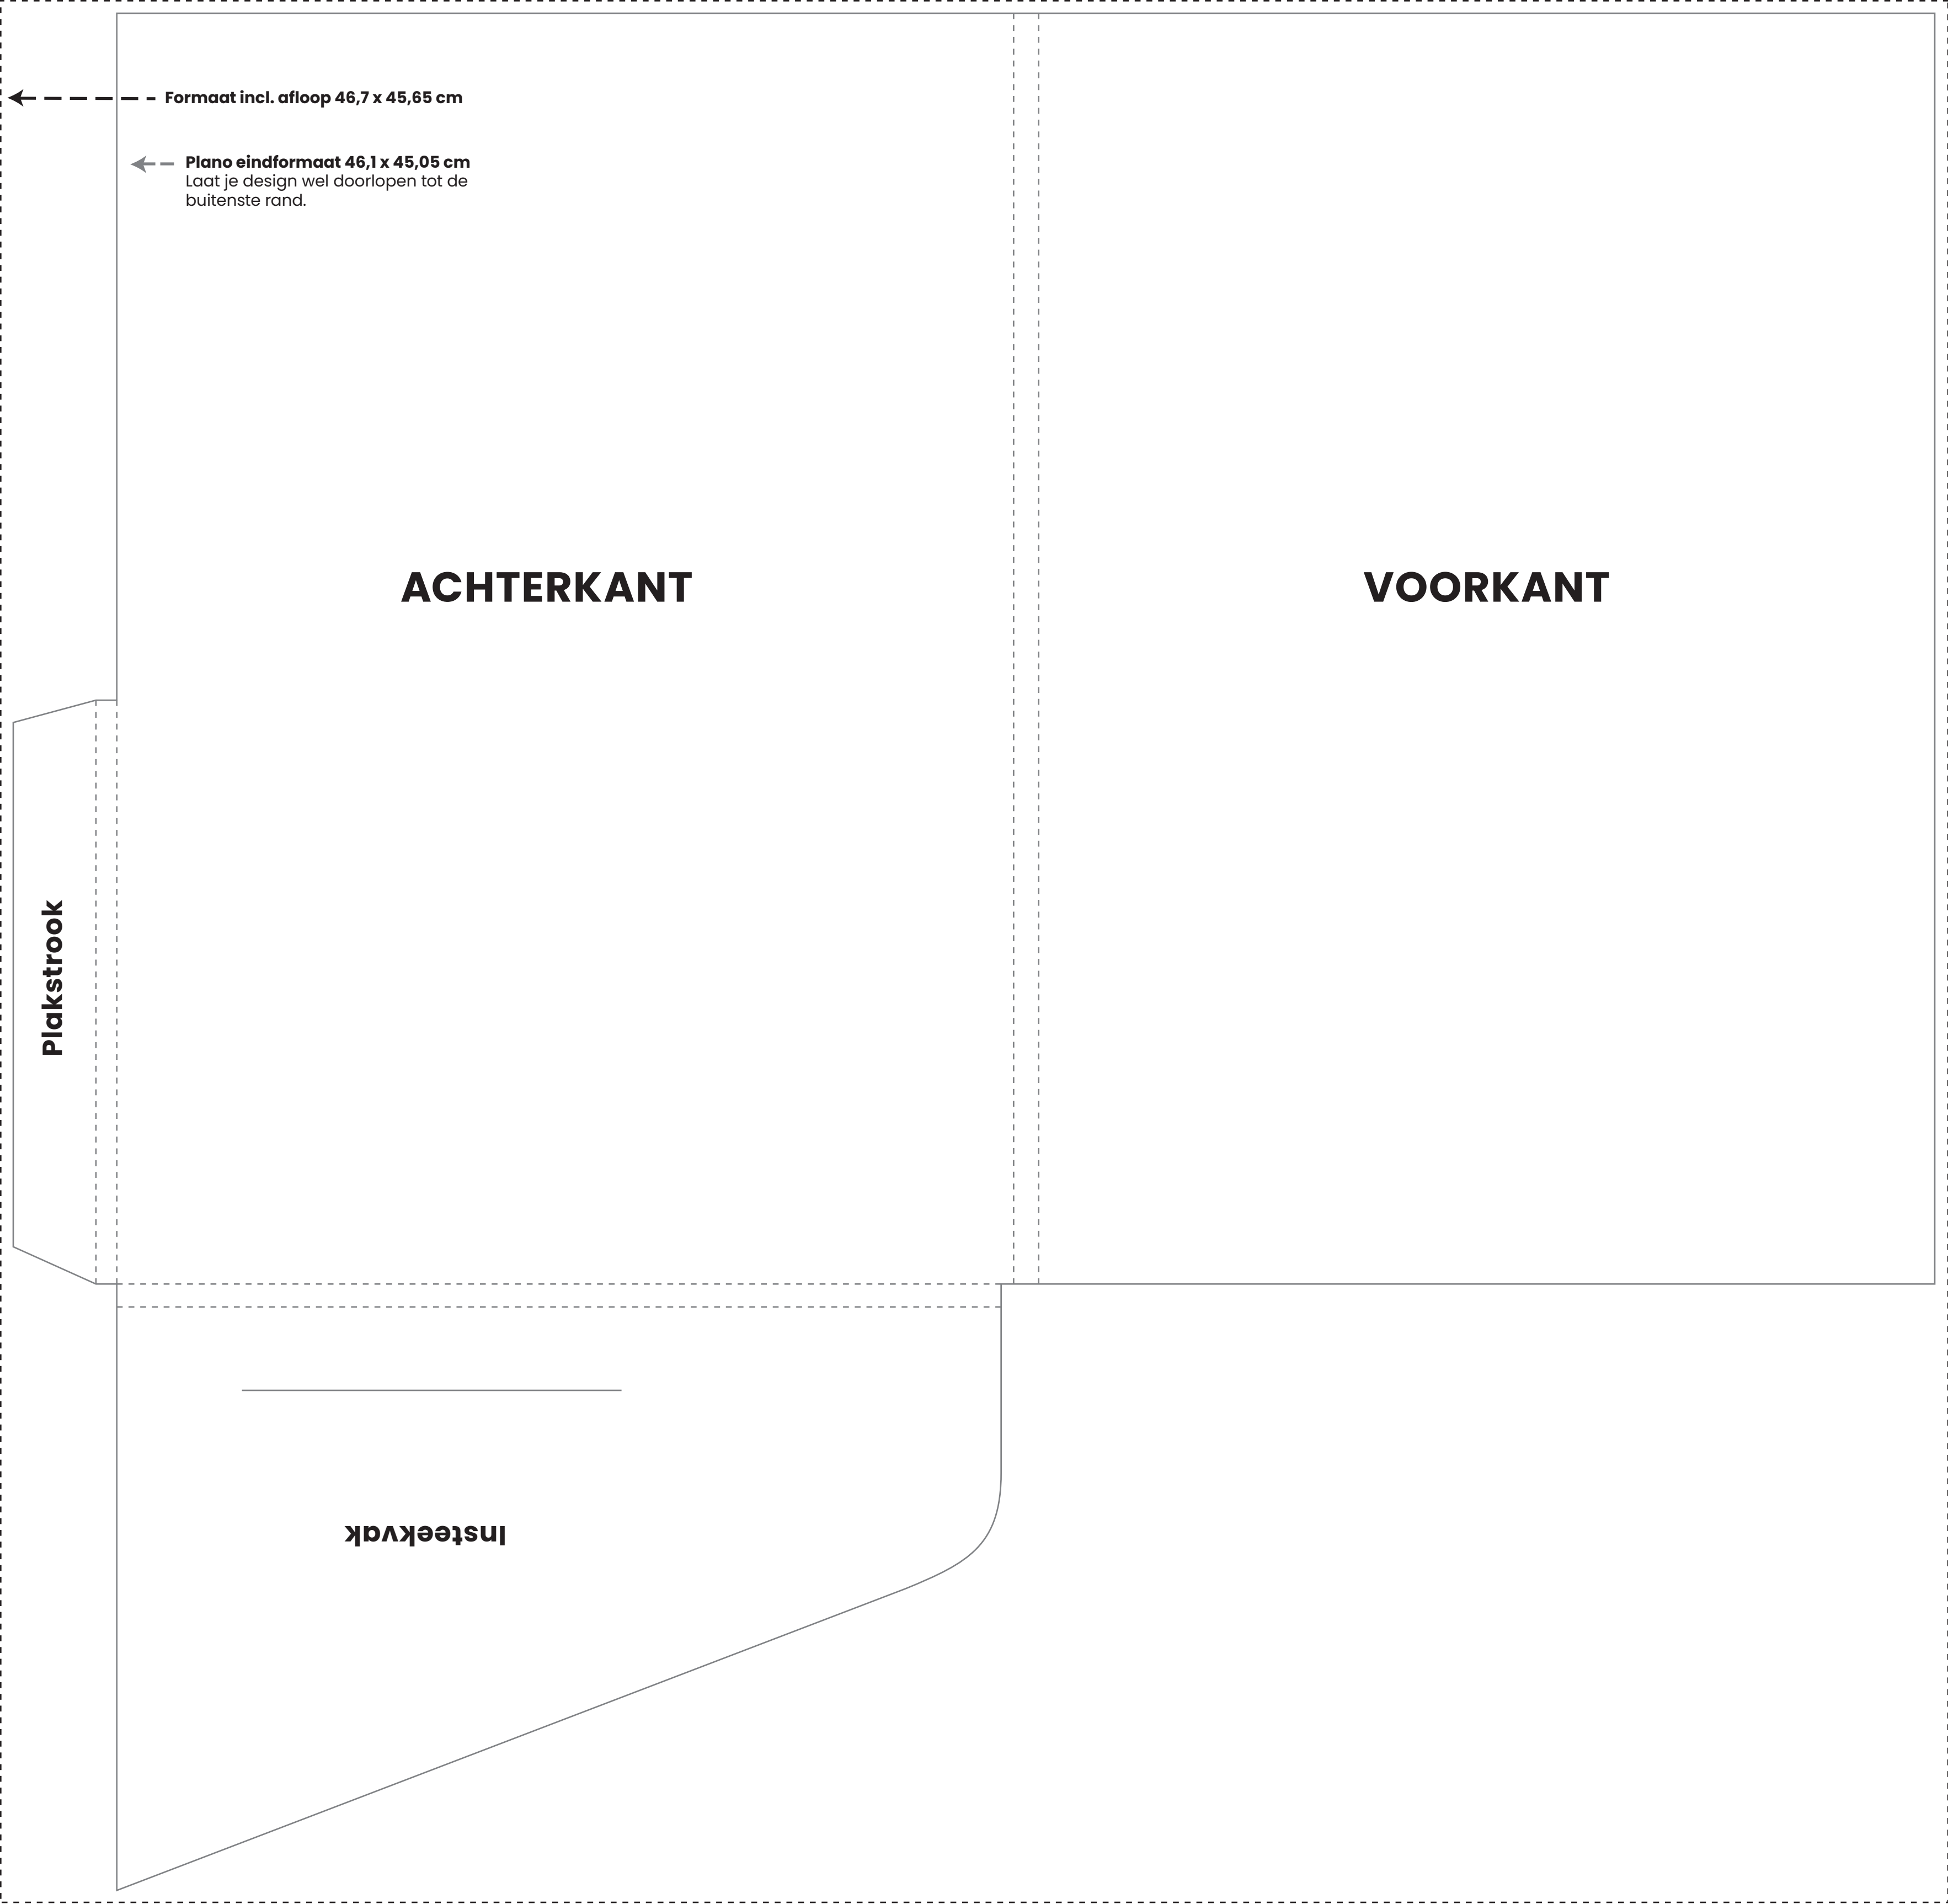 Formaat incl. afloop 46,7 x 45,65 cm
Plano eindformaat 46,1 x 45,05 cm
Laat je design wel doorlopen tot de
buitenste rand.
ACHTERKANT
VOORKANT
Plakstrook
Insteekvak